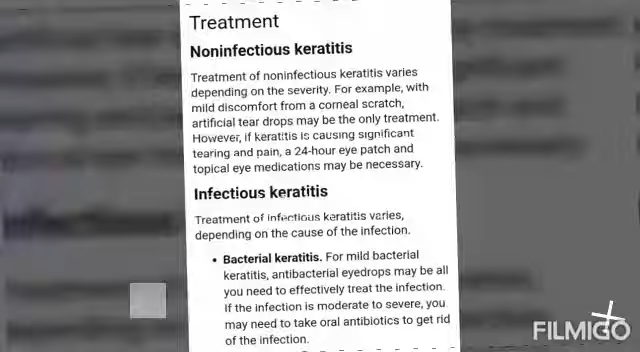 Treatment
Noninfectious keratitis
Treatment of noninfectious keratitis varies
depending on the severity. For example, with
mild discomfort from a corneal scratch,
artificial tear drops may be the only treatment.
However, if keratitis is causing significant
tearing and pain, a 24-hour eye patch and
topical eye medications may be necessary.
Infectious keratitis
Treatment of infectious keratitis varies,
depending on the cause of the infection.
• Bacterial keratitis. For mild bacterial
keratitis, antibacterial eyedrops may be all
you need to effectively treat the infection.
If the infection is moderate to severe, you
may need to take oral antibiotics to get rid
of the infection.
FILMIGO